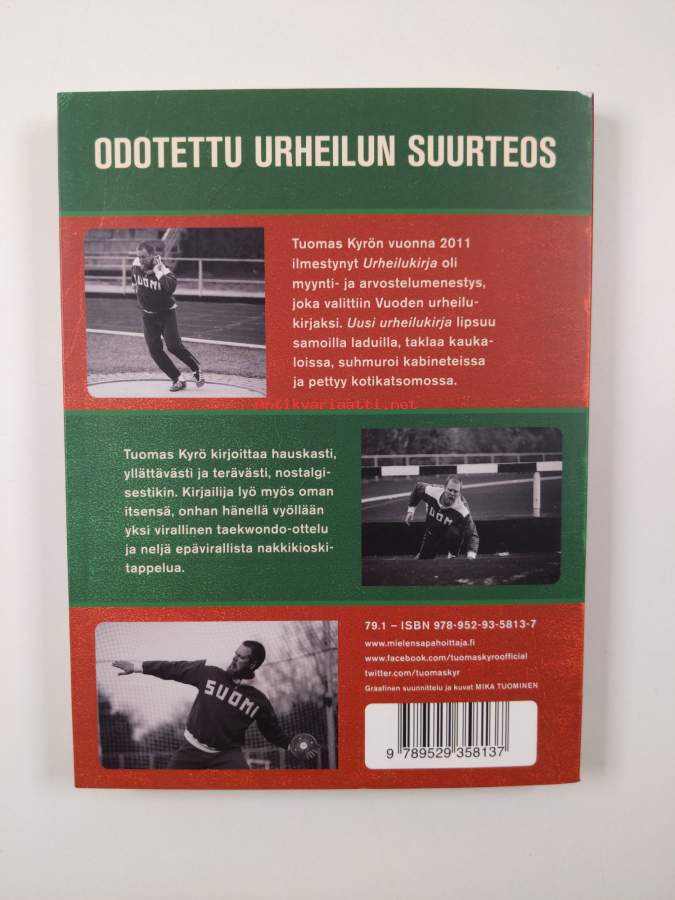 ODOTETTU URHEILUN SUURTEOS
SUOMI
Tuomas Kyrön vuonna 2011
ilmestynyt Urheilukirja oli
myynti- ja arvostelumenestys,
joka valittiin Vuoden urheilu-
kirjaksi. Uusi urheilukirja lipsuu
samoilla laduilla, taklaa kauka-
loissa, suhmuroi kabineteissa
ja pettyy kotikatsomossa.
Antikvariaatti.net
Tuomas Kyrö kirjoittaa hauskasti,
yllättävästi ja terävästi, nostalgi-
sestikin. Kirjailija lyö myös oman
itsensä, onhan hänellä vyöllään
yksi virallinen taekwondo-ottelu
ja neljä epävirallista nakkikioski-
tappelua.
SUOMI
SUOMI
79.1 – ISBN 978-952-93-5813-7
www.mielensapahoittaja.fi
www.facebook.com/tuomaskyroofficial
twitter.com/tuomaskyr
Graafinen suunnittelu ja kuvat MIKA TUOMINEN
9 789529 358137